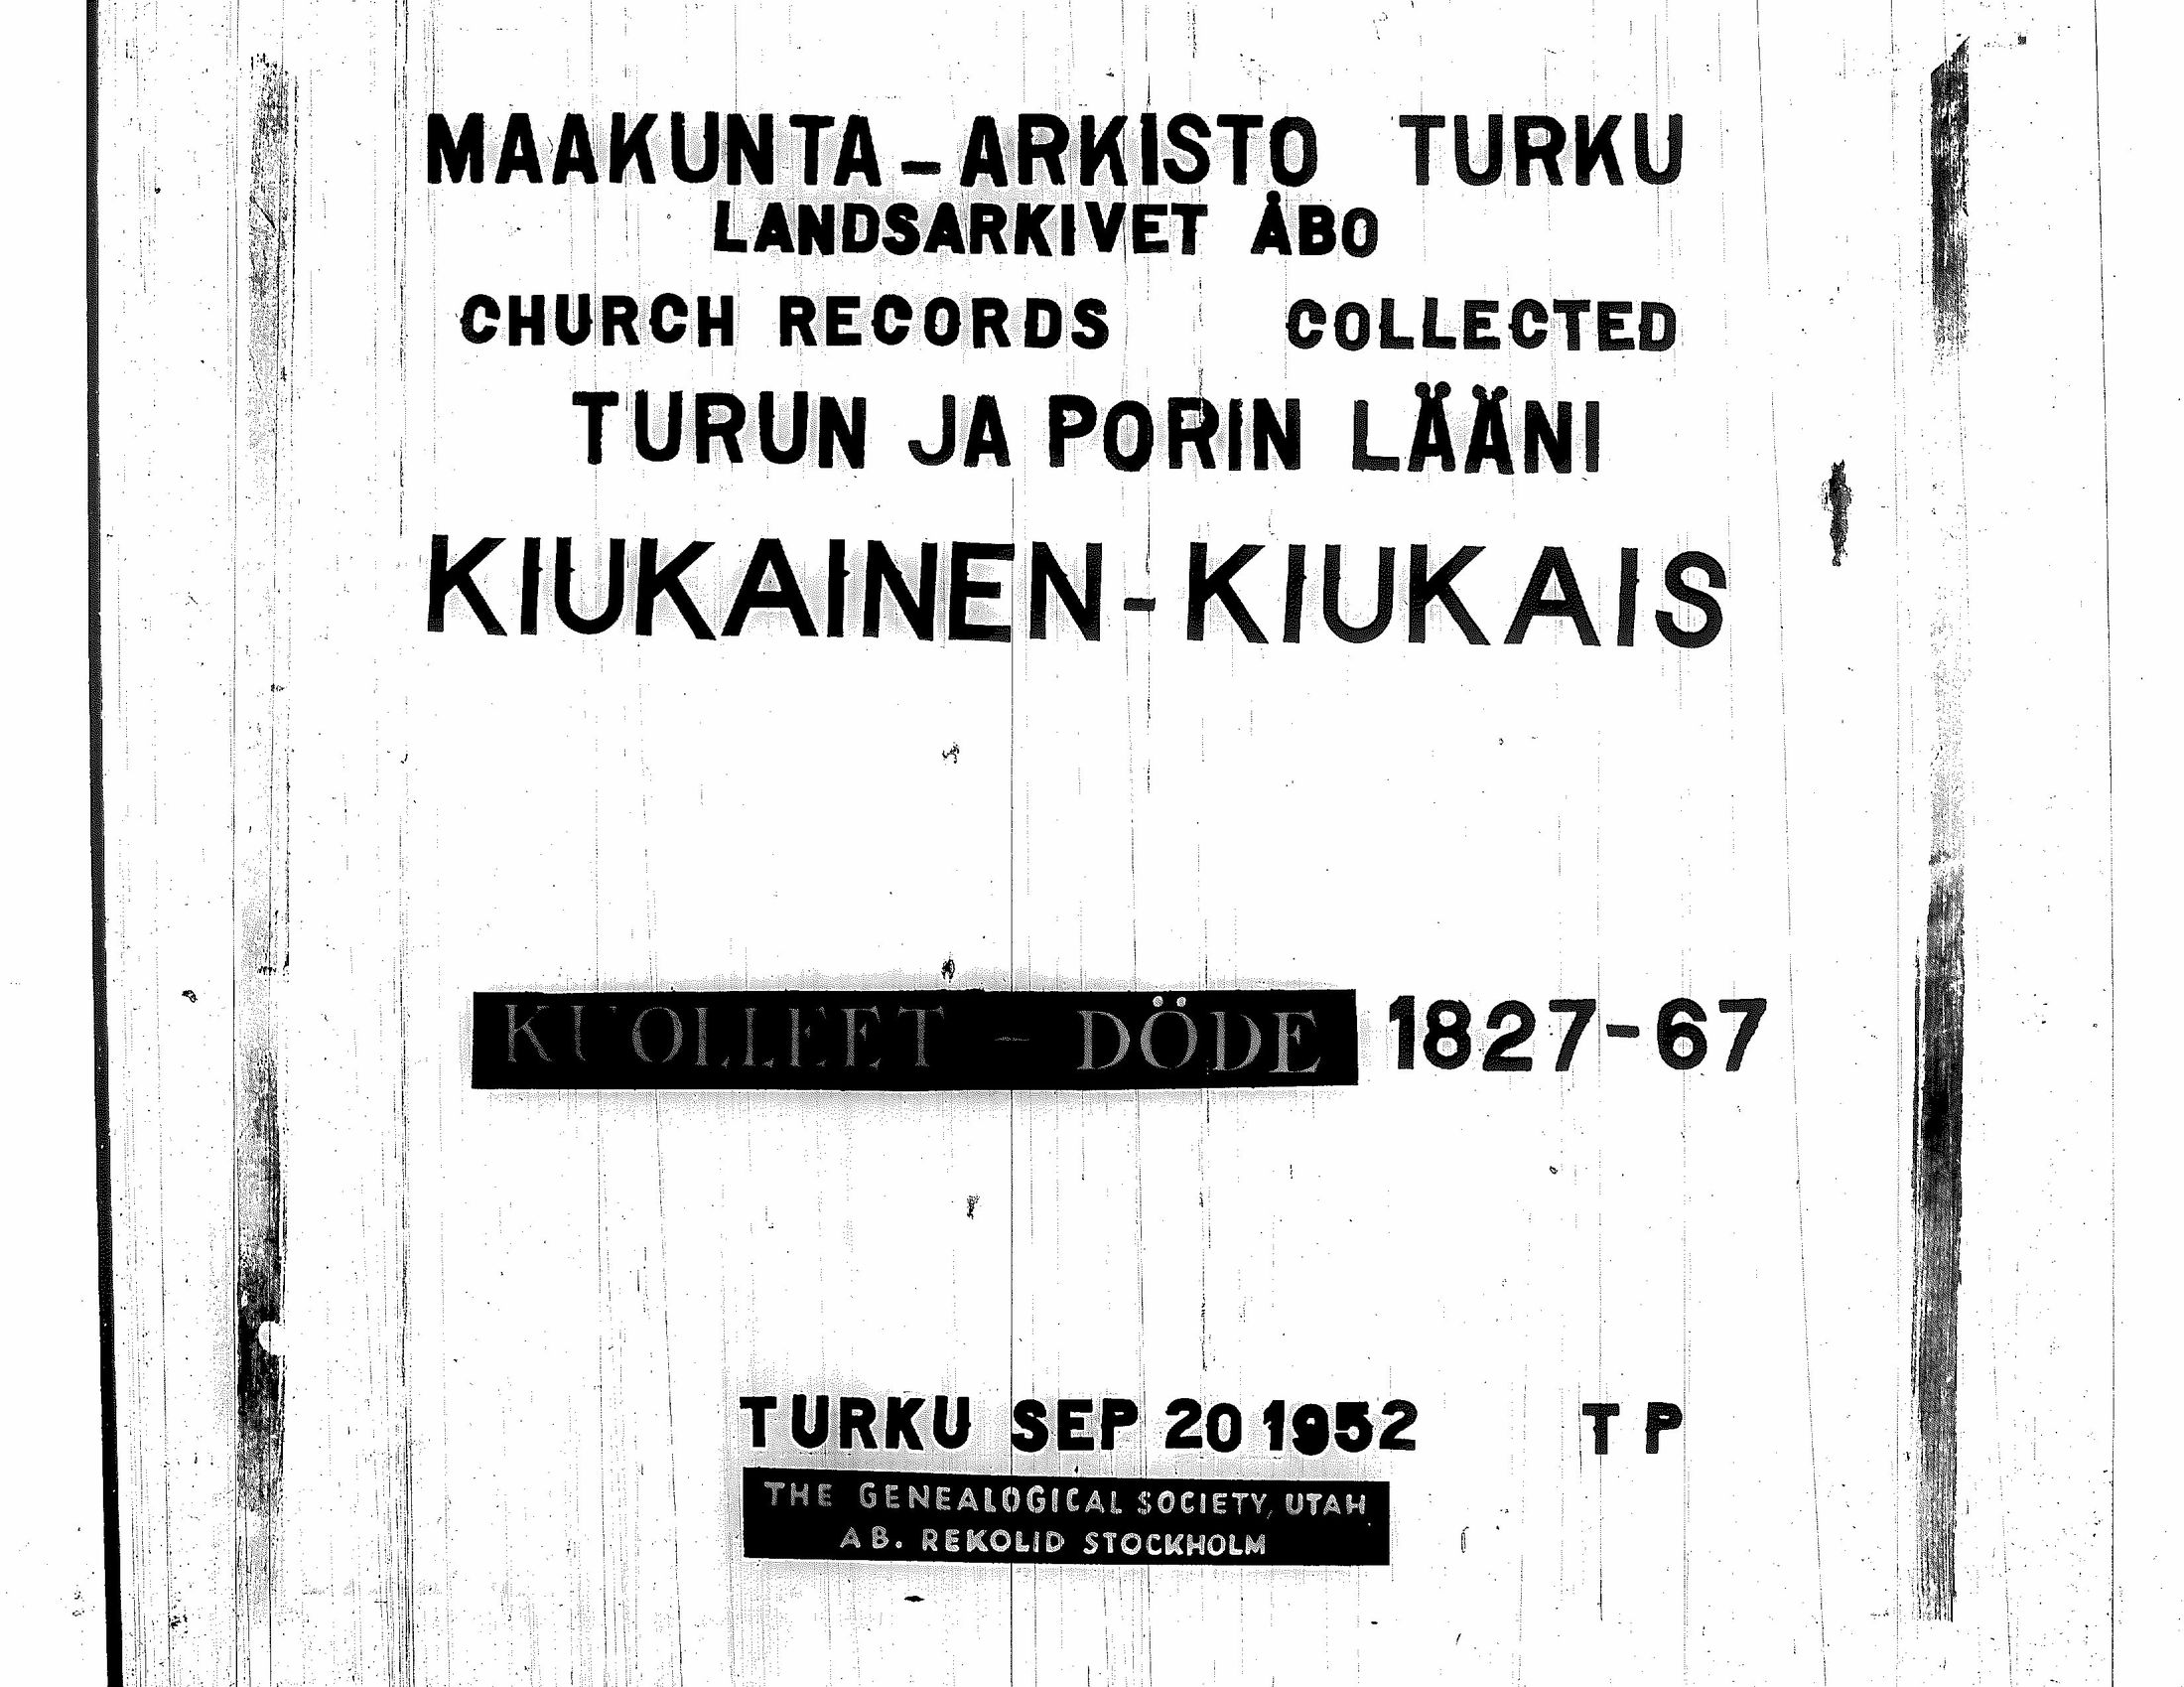 MAAKUNTA-ARKISTO TURKU
LANDSARKIVET ÅBO
CHURCH RECORDS COLLECTED
TURUN JA PORIN LÄÄNI
KIUKAINEN-KIUKAIS
KUOLLEET - DÖDE 1827-67
TURKU SEP 20 1952 TP
THE GENEALOGICAL SOCIETY, UTAH
AB. REKOLID STOCKHOLM